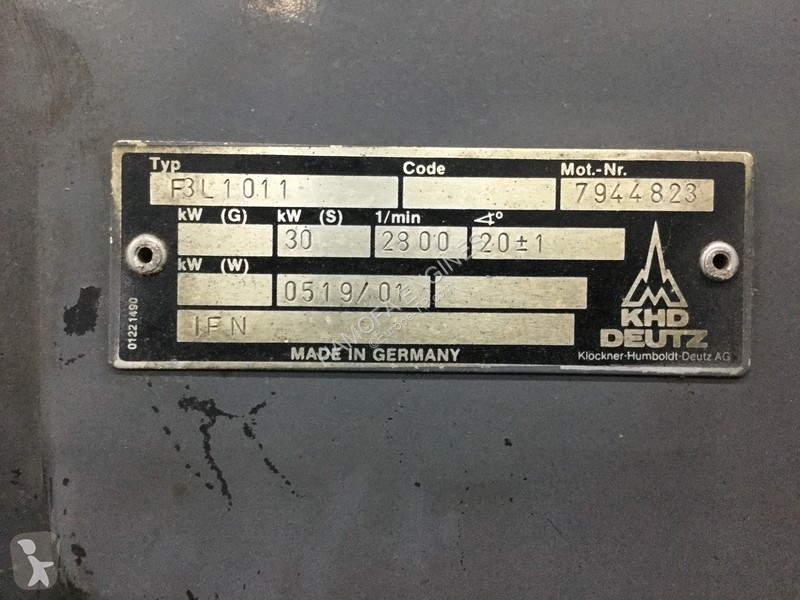 Typ Code Mot.-Nr.
F3L1011 7944823
kW (G) kW (S) 1/min ∢°
30 2800 20±1
kW (W)
0519/01
IFN
MADE IN GERMANY
01221490
KHD
DEUTZ
Klöckner-Humboldt-Deutz AG